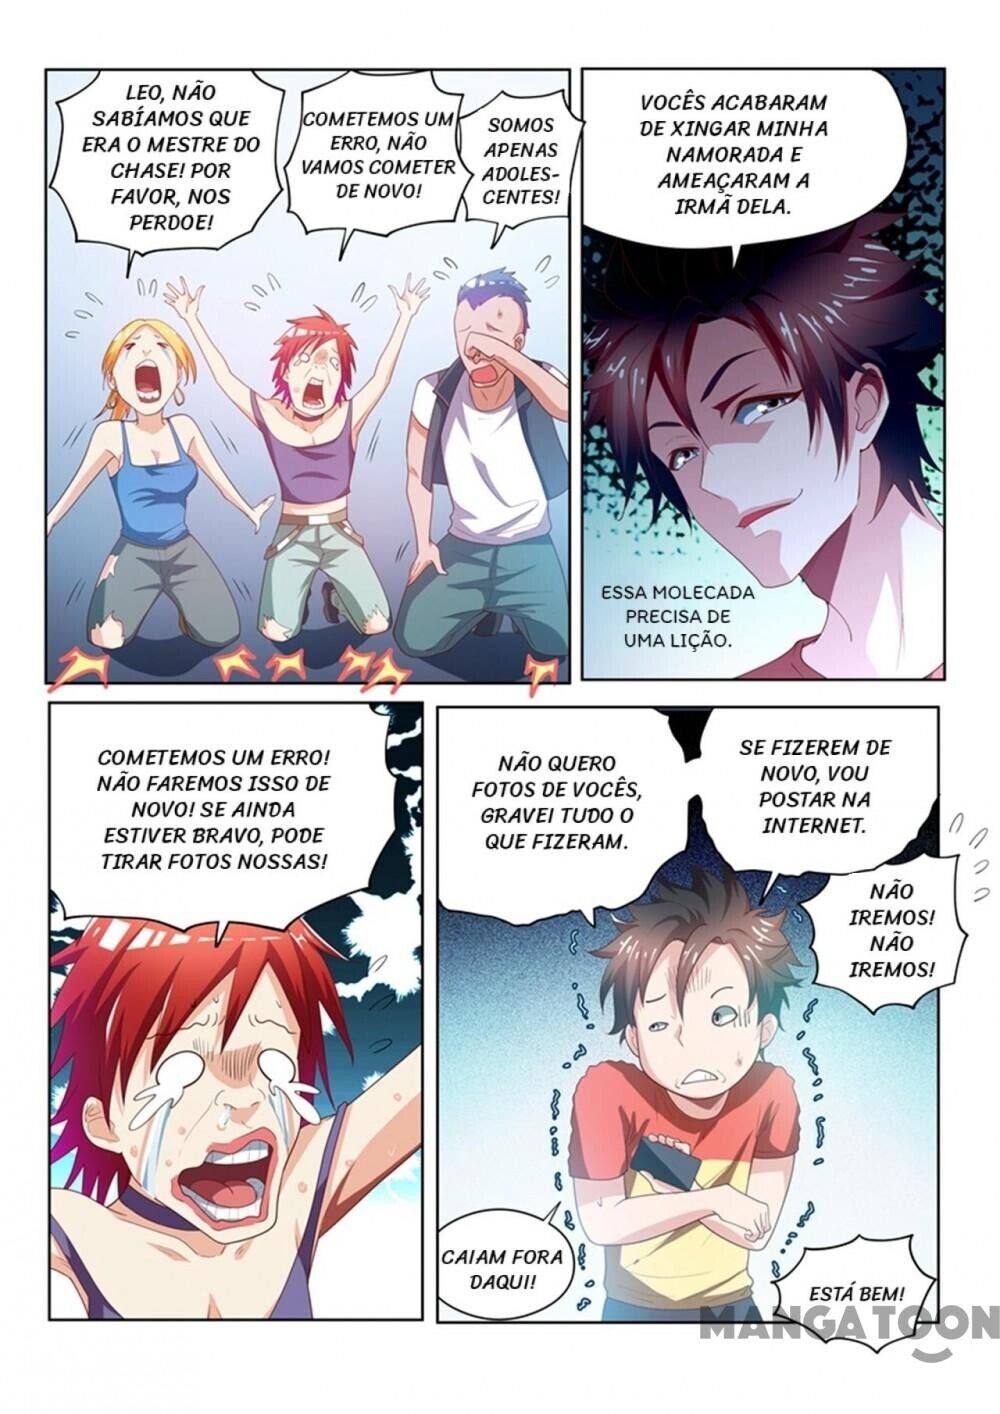 LEO, NÃO
SABÍAMOS QUE
ERA O MESTRE DO
CHASE! POR
FAVOR, NOS
PERDOE!
COMETEMOS UM
ERRO, NÃO
VAMOS COMETER
DE NOVO!
SOMOS
APENAS
ADOLES-
CENTES!
VOCÊS ACABARAM
DE XINGAR MINHA
NAMORADA E
AMEAÇARAM A
IRMÃ DELA.
ESSA MOLECADA
PRECISA DE
UMA LIÇÃO.
COMETEMOS UM ERRO!
NÃO FAREMOS ISSO DE
NOVO! SE AINDA
ESTIVER BRAVO, PODE
TIRAR FOTOS NOSSAS!
NÃO QUERO
FOTOS DE VOCÊS,
GRAVEI TUDO O
QUE FIZERAM.
SE FIZEREM DE
NOVO, VOU
POSTAR NA
INTERNET.
NÃO
IREMOS!
NÃO
IREMOS!
CAIAM FORA
DAQUI!
ESTÁ BEM!
MANGATOON